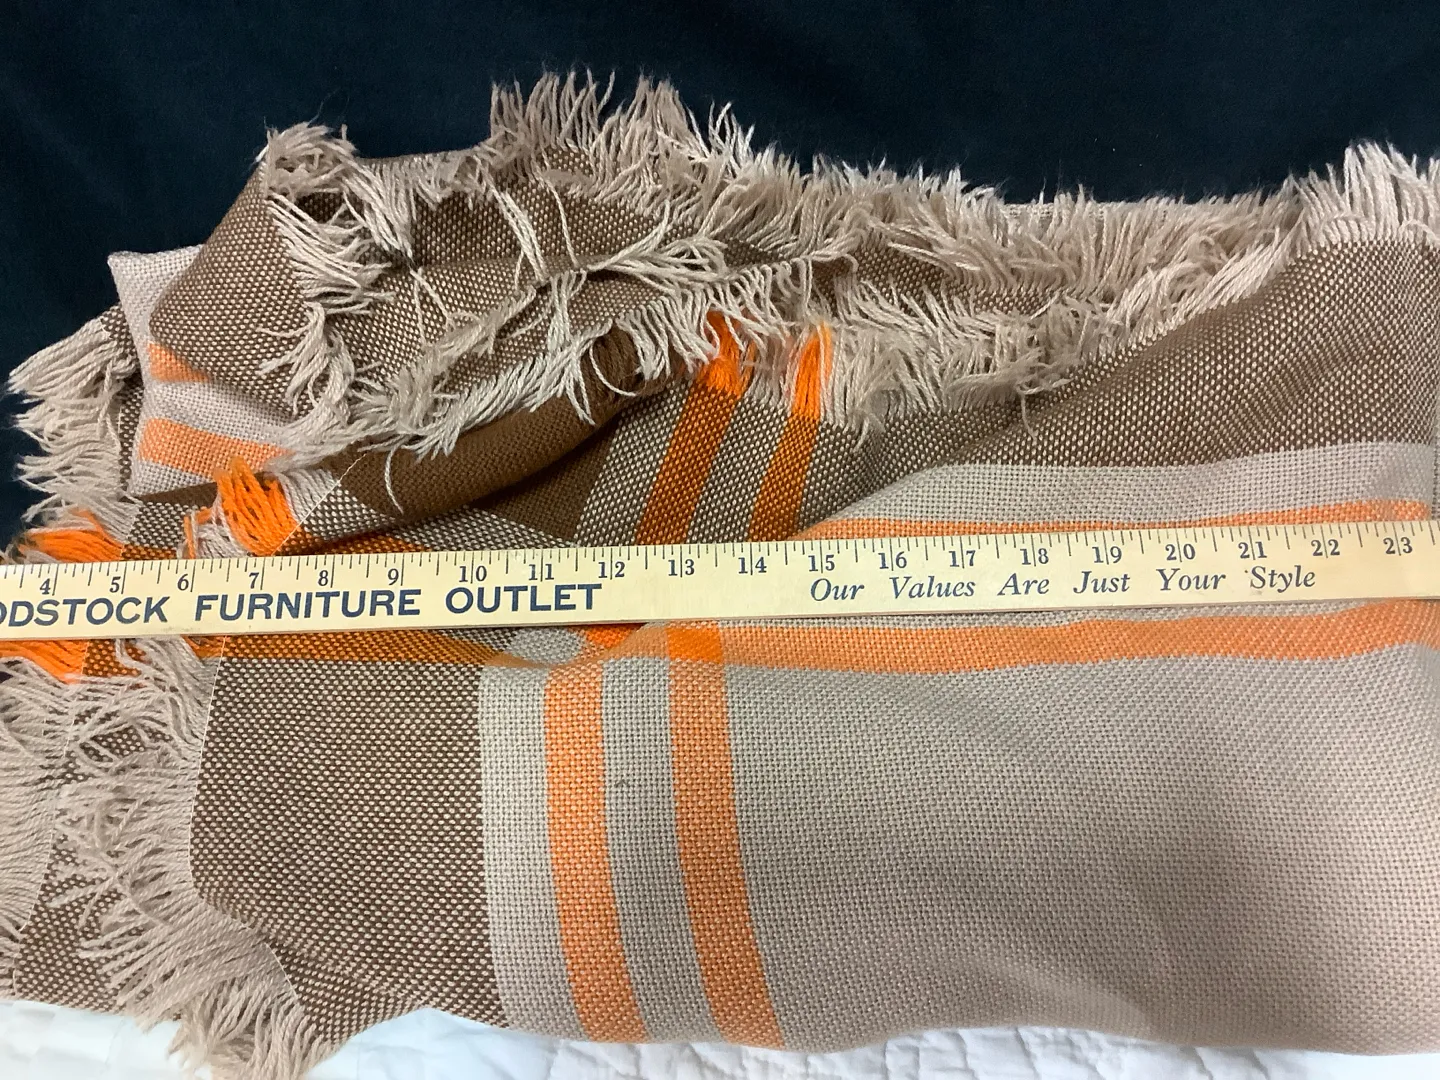 4 5 6 7 8 9 10 11 12 13 14 15 16 17 18 19 20 21 22 23
ODSTOCK FURNITURE OUTLET Our Values Are Just Your Style